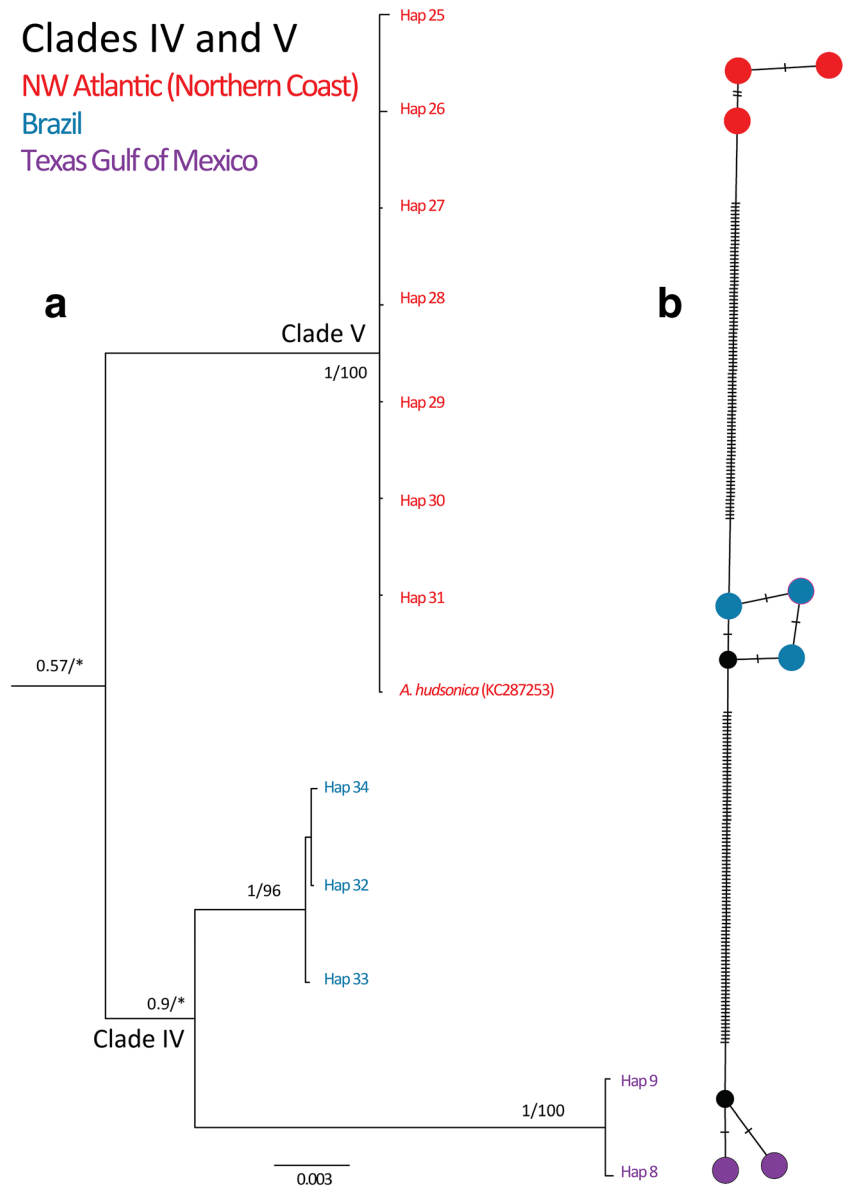 Clades IV and V
NW Atlantic (Northern Coast)
Brazil
Texas Gulf of Mexico
a
Hap 25
Hap 26
Hap 27
Hap 28
Clade V
1/100
Hap 29
Hap 30
Hap 31
0.57/*
A. hudsonica (KC287253)
Hap 34
1/96
Hap 32
Hap 33
0.9/*
Clade IV
Hap 9
1/100
Hap 8
0.003
b